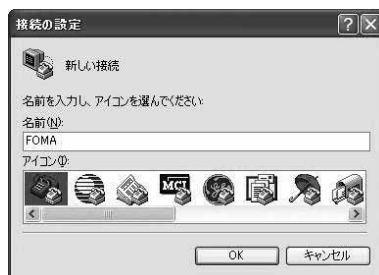 接続の設定
新しい接続
名前を入力し、アイコンを選んでください:
名前(N):
FOMA
アイコン(I):
MCI
OK
キャンセル